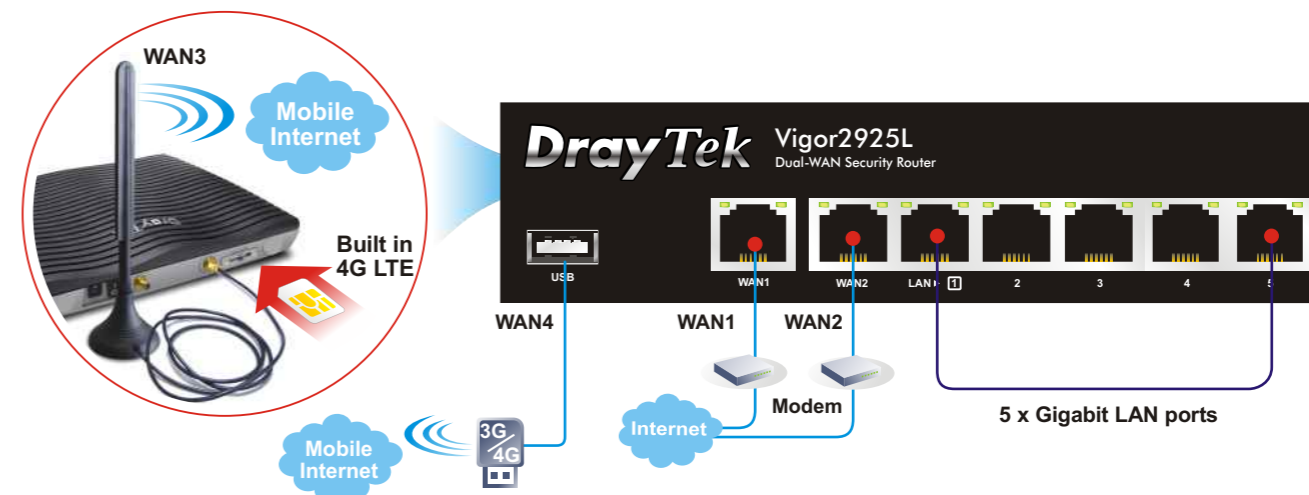 WAN3
Mobile
Internet
Built in
4G LTE
DrayTek
Vigor2925L
Dual-WAN Security Router
USB
WAN1
WAN2
LAN
1
2
3
4
5
WAN4
WAN1
WAN2
Modem
5 x Gigabit LAN ports
Internet
3G
4G
Mobile
Internet